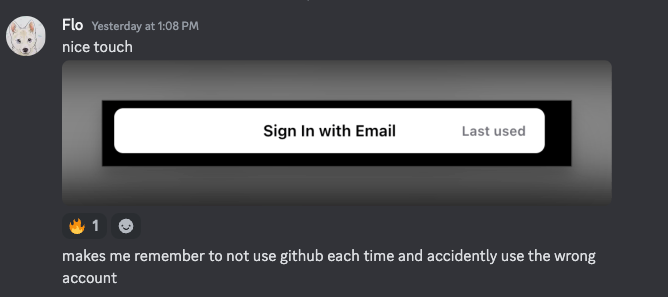 Flo Yesterday at 1:08 PM
nice touch
Sign In with Email Last used
🔥 1
makes me remember to not use github each time and accidently use the wrong
account